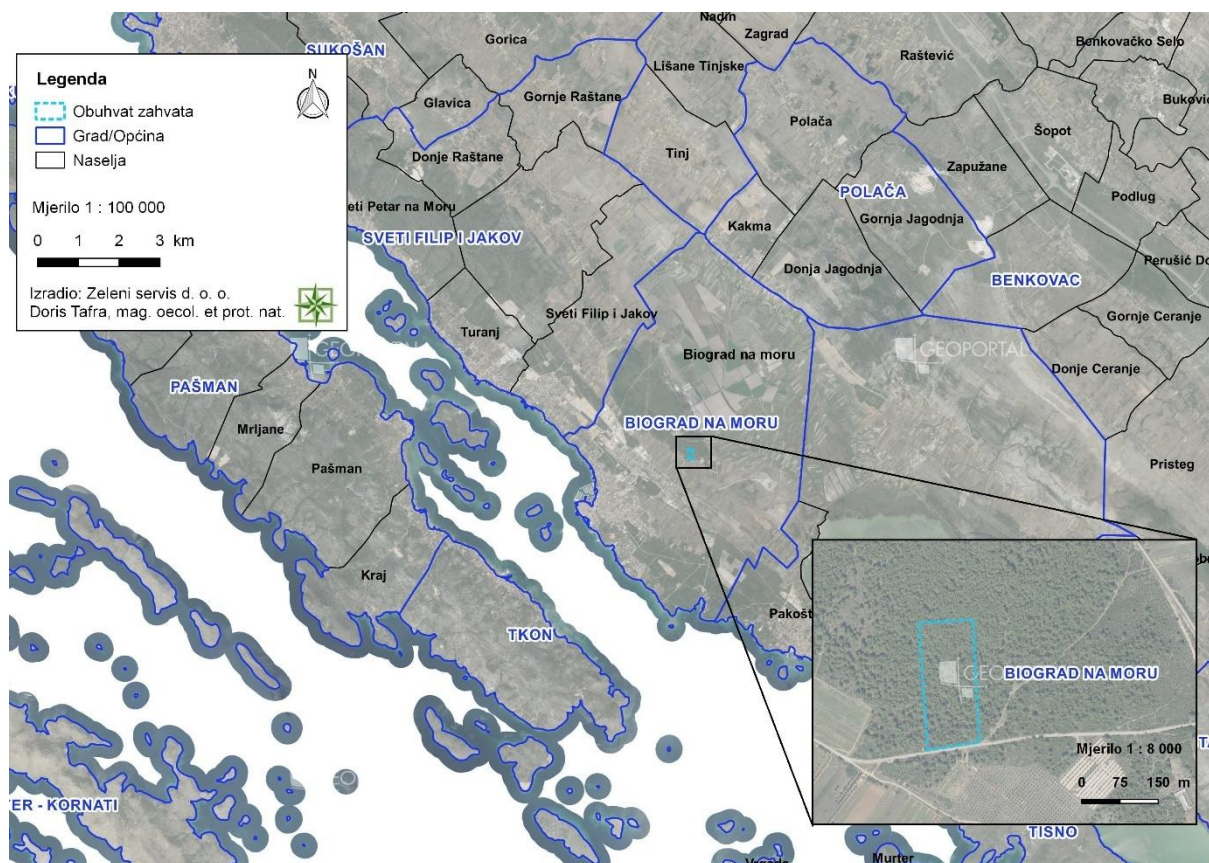 Legenda
N
Obuhvat zahvata
Grad/Općina
Naselja
Mjerilo 1 : 100 000
0 1 2 3 km
Izradio: Zeleni servis d. o. o.
Doris Tafra, mag. oecol. et prot. nat.
SUKOŠAN
Gorica
Nadin
Zagrad
Lišane Tinjske
Raštević
Benkovačko Selo
Glavica
Gornje Raštane
Polača
Šopot
Donje Raštane
Tinj
Zapužane
Podlug
POLAČA
Kakma
Gornja Jagodnja
SVETI FILIP I JAKOV
Donja Jagodnja
BENKOVAC
Turanj
Sveti Filip i Jakov
Gornje Ceranje
GEOPORTAL
Biograd na moru
Donje Ceranje
PAŠMAN
Mrljane
BIOGRAD NA MORU
Pašman
Pristeg
Kraj
TKON
BIOGRAD NA MORU
Mjerilo 1 : 8 000
0 75 150 m
TISNO
Murter